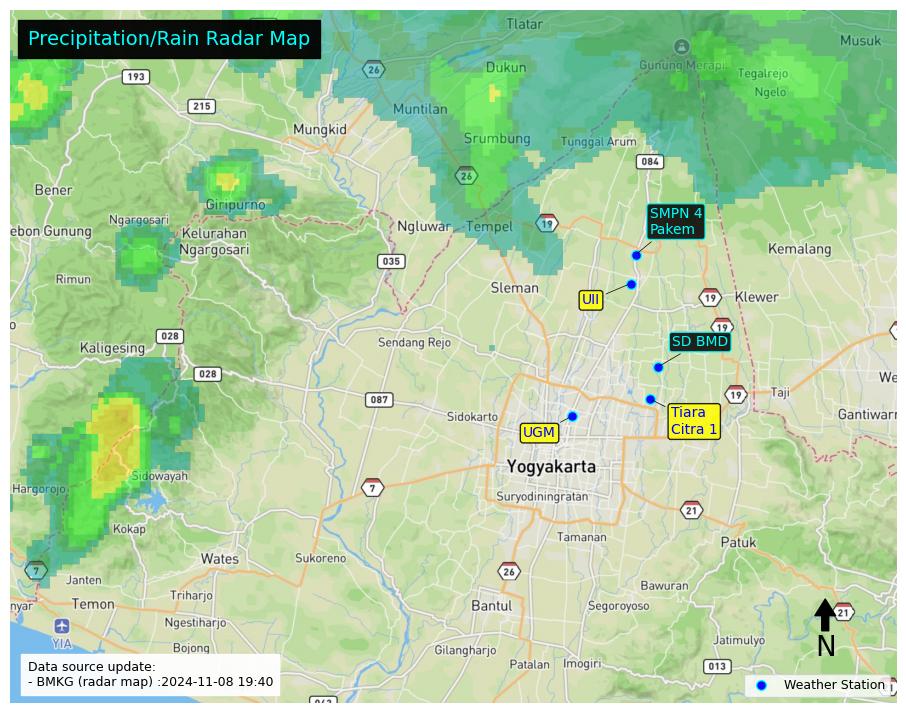 Precipitation/Rain Radar Map
Tlatar
Musuk
Gunung Merapi
Dukun
Tegalrejo
Ngelo
26
193
215
Muntilan
Mungkid
Srumbung
Tunggal Arum
084
26
Bener
Giripurno
SMPN 4
Pakem
Ngargosari
ebon Gunung
Kelurahan
Ngargosari
Ngluwar
Tempel
19
Kemalang
035
Rimun
Sleman
UII
19
Klewer
19
028
Kaligesing
Sendang Rejo
SD BMD
028
We
087
19
Taji
Sidokarto
Tiara
Citra 1
Gantiwarr
UGM
Yogyakarta
Sidowayah
Hargorojo
7
Suryodiningratan
21
Kokap
Tamanan
Patuk
Wates
Sukoreno
7
26
Janten
Bawuran
nyar
Temon
Triharjo
Bantul
Segoroyoso
21
Ngestiharjo
YIA
Jatimulyo
N
Bojong
Gilangharjo
Patalan
Imogiri
013
Data source update:
- BMKG (radar map) :2024-11-08 19:40
Weather Station